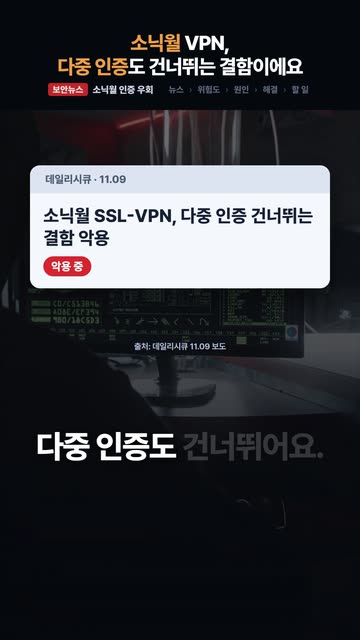 소닉월 VPN,
다중 인증도 건너뛰는 결함이에요
보안뉴스 소닉월 인증 우회 뉴스 › 위험도 › 원인 › 해결 › 할 일
데일리시큐 · 11.09
소닉월 SSL-VPN, 다중 인증 건너뛰는
결함 악용
악용 중
출처: 데일리시큐 11.09 보도
다중 인증도 건너뛰어요.